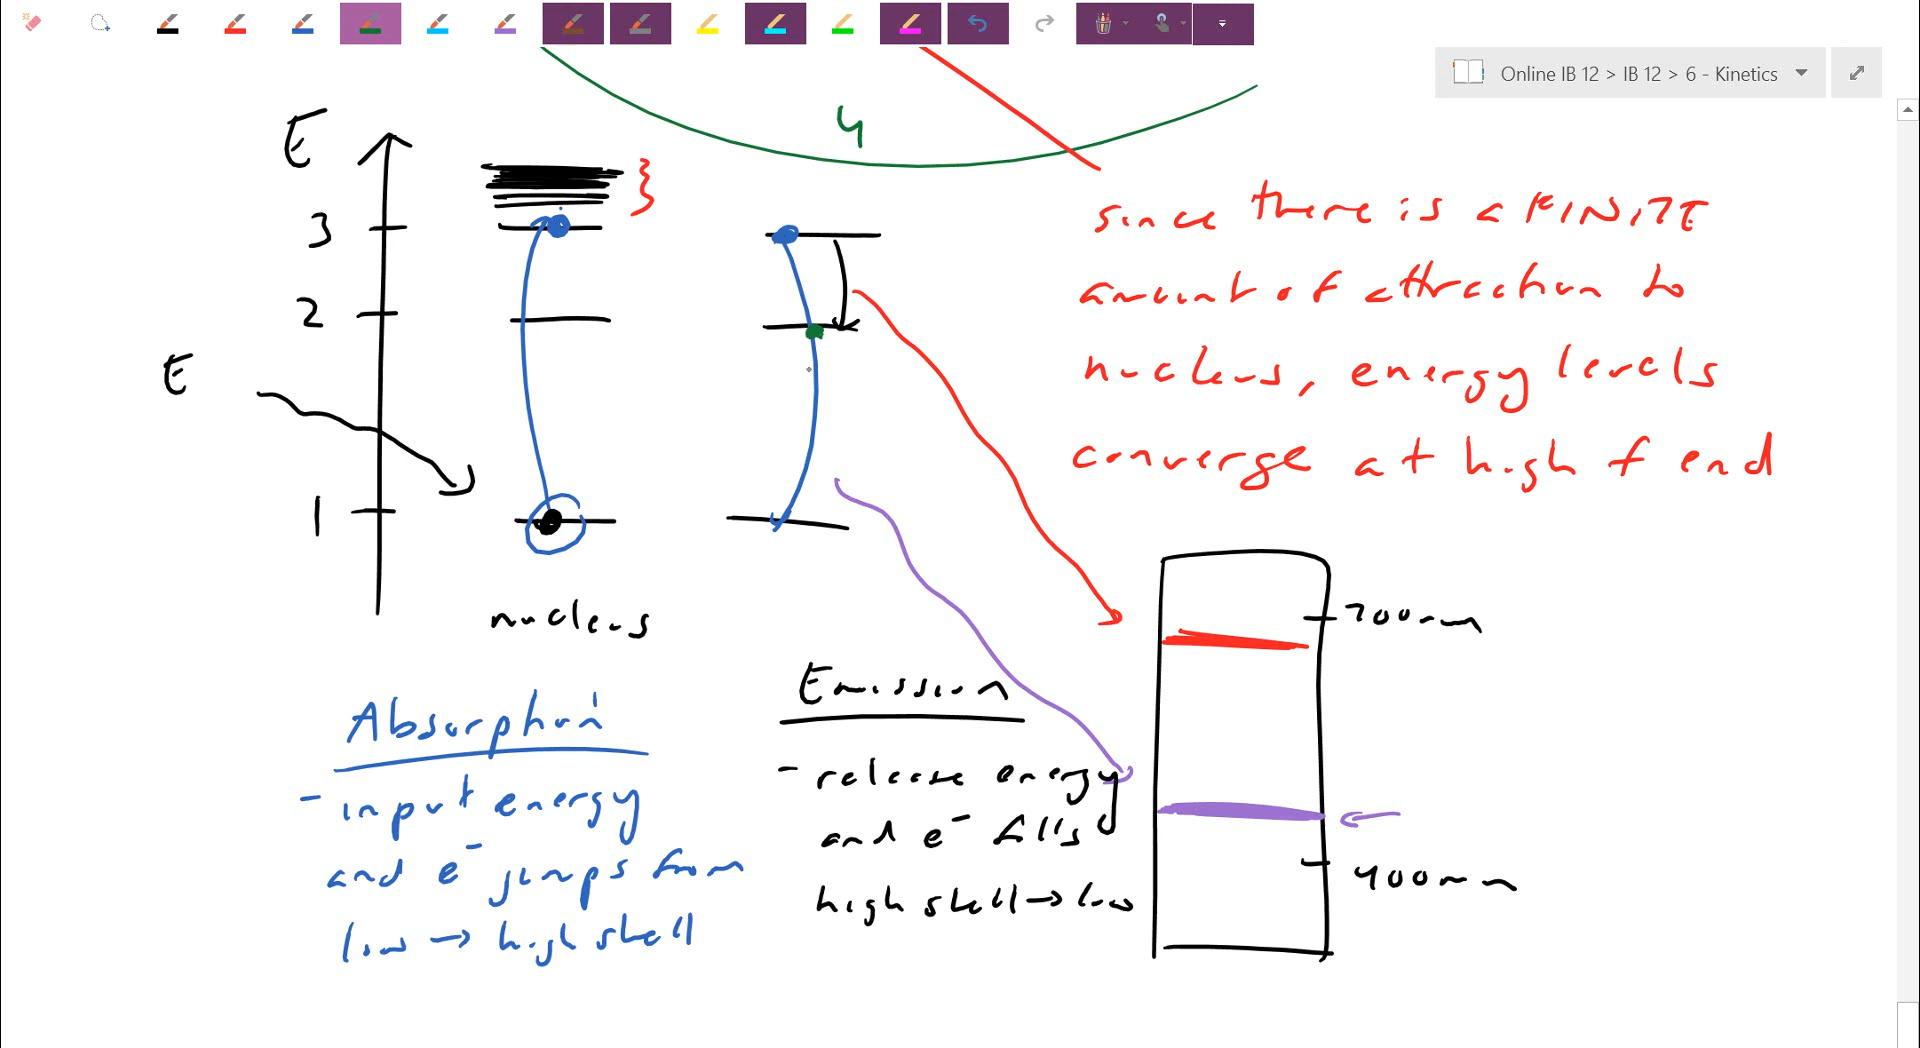 Online IB 12 > IB 12 > 6 - Kinetics
4
E
3
2
E
1
nucleus
}
since there is a FINITE
amount of attraction to
nucleus, energy levels
converge at high f end
700nm
400nm
Absorption
- input energy
and e⁻ jumps from
low → high shell
Emission
- release energy
and e⁻ falls
high shell → low